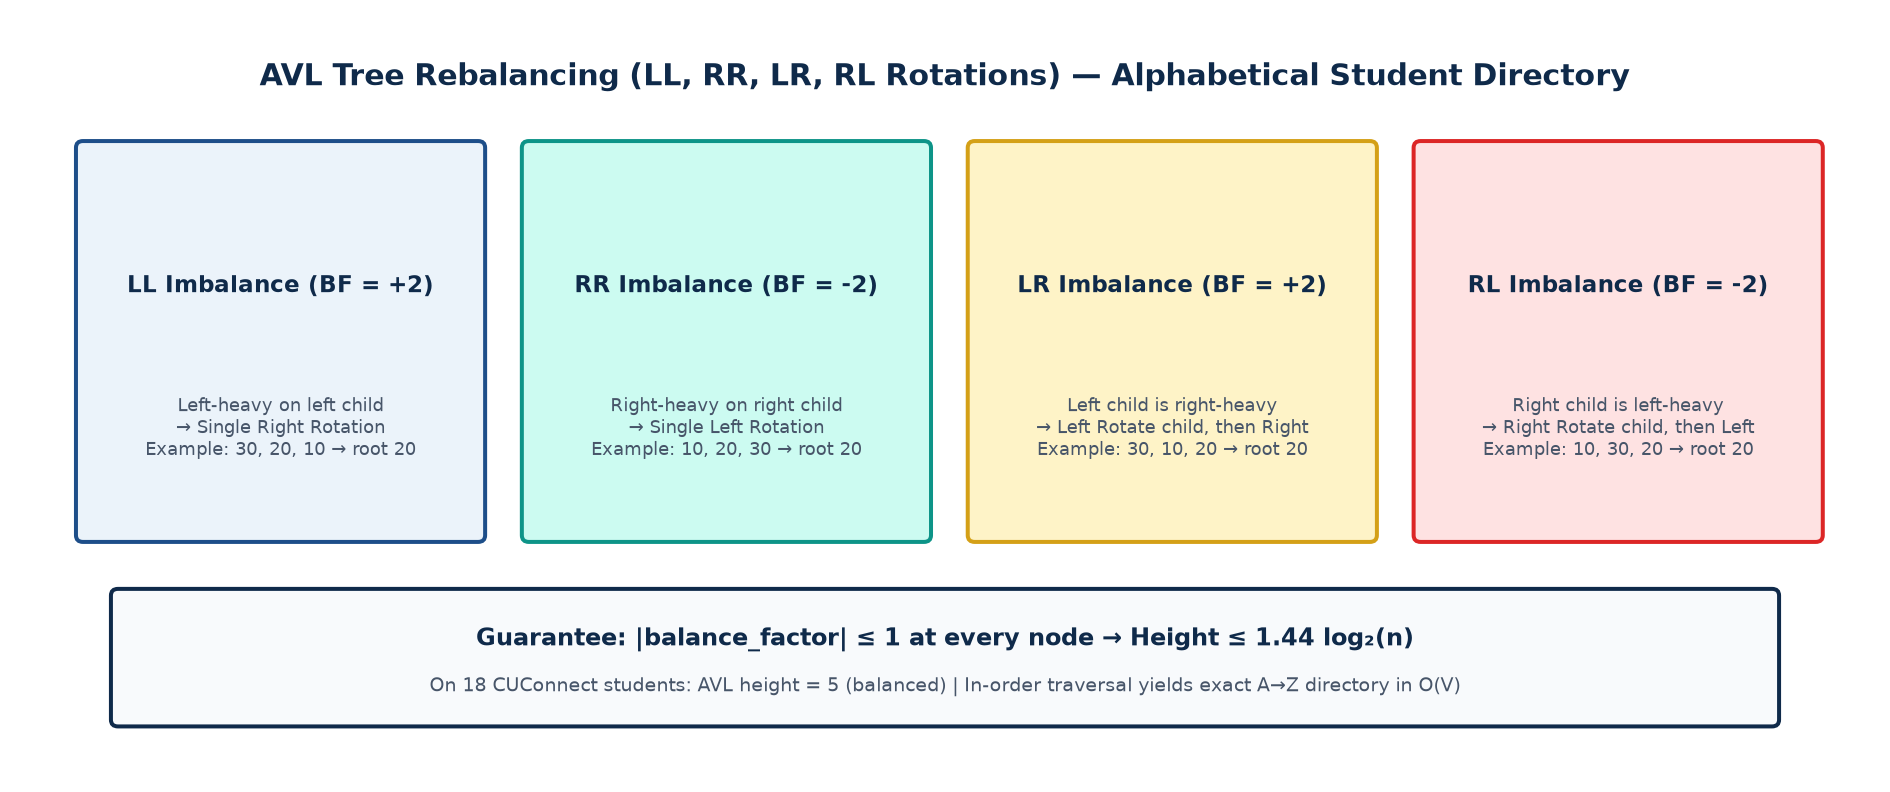 AVL Tree Rebalancing (LL, RR, LR, RL Rotations) — Alphabetical Student Directory
LL Imbalance (BF = +2)
Left-heavy on left child
→ Single Right Rotation
Example: 30, 20, 10 → root 20
RR Imbalance (BF = -2)
Right-heavy on right child
→ Single Left Rotation
Example: 10, 20, 30 → root 20
LR Imbalance (BF = +2)
Left child is right-heavy
→ Left Rotate child, then Right
Example: 30, 10, 20 → root 20
RL Imbalance (BF = -2)
Right child is left-heavy
→ Right Rotate child, then Left
Example: 10, 30, 20 → root 20
Guarantee: |balance_factor| ≤ 1 at every node → Height ≤ 1.44 log₂(n)
On 18 CUConnect students: AVL height = 5 (balanced) | In-order traversal yields exact A→Z directory in O(V)